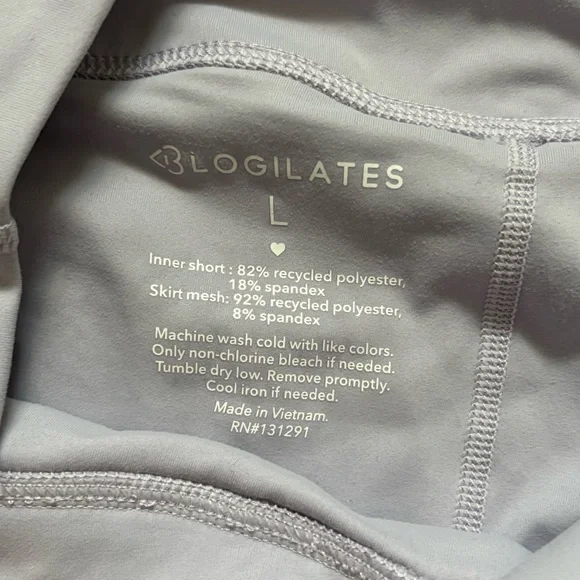 BLOGILATES
L
Inner short : 82% recycled polyester,
18% spandex
Skirt mesh: 92% recycled polyester,
8% spandex
Machine wash cold with like colors.
Only non-chlorine bleach if needed.
Tumble dry low. Remove promptly.
Cool iron if needed.
Made in Vietnam.
RN#131291